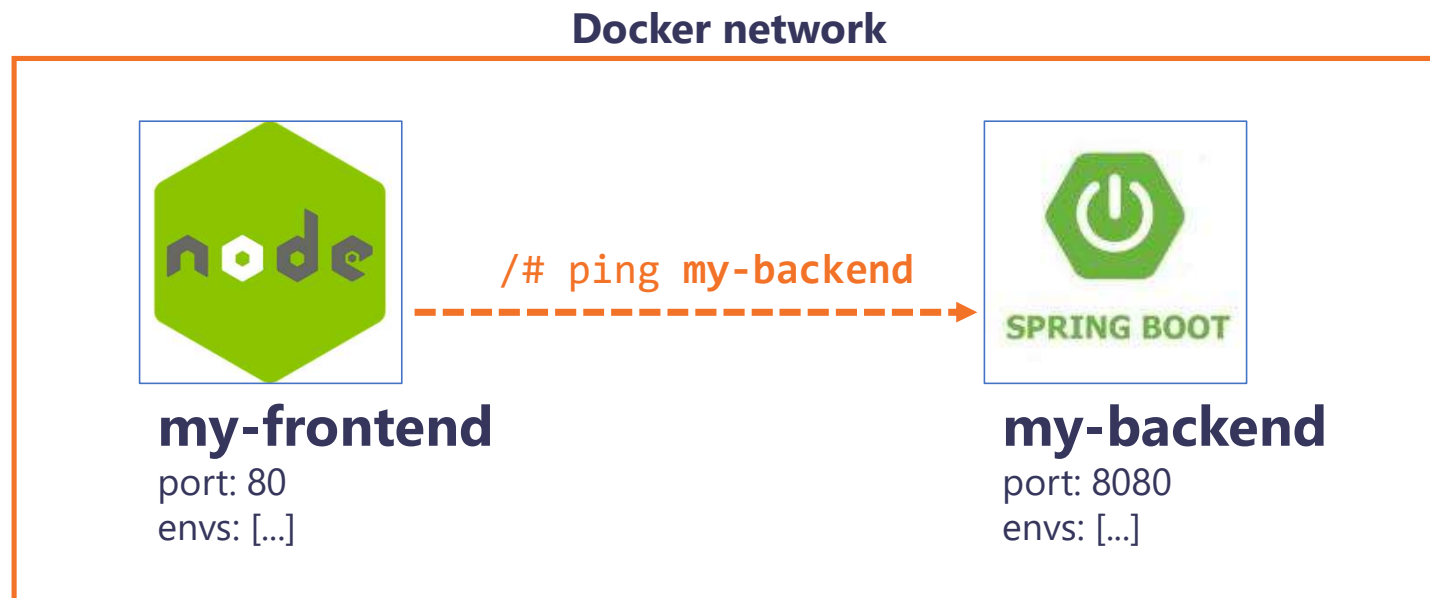 Docker network
node
/# ping my-backend
SPRING BOOT
my-frontend
port: 80
envs: [...]
my-backend
port: 8080
envs: [...]